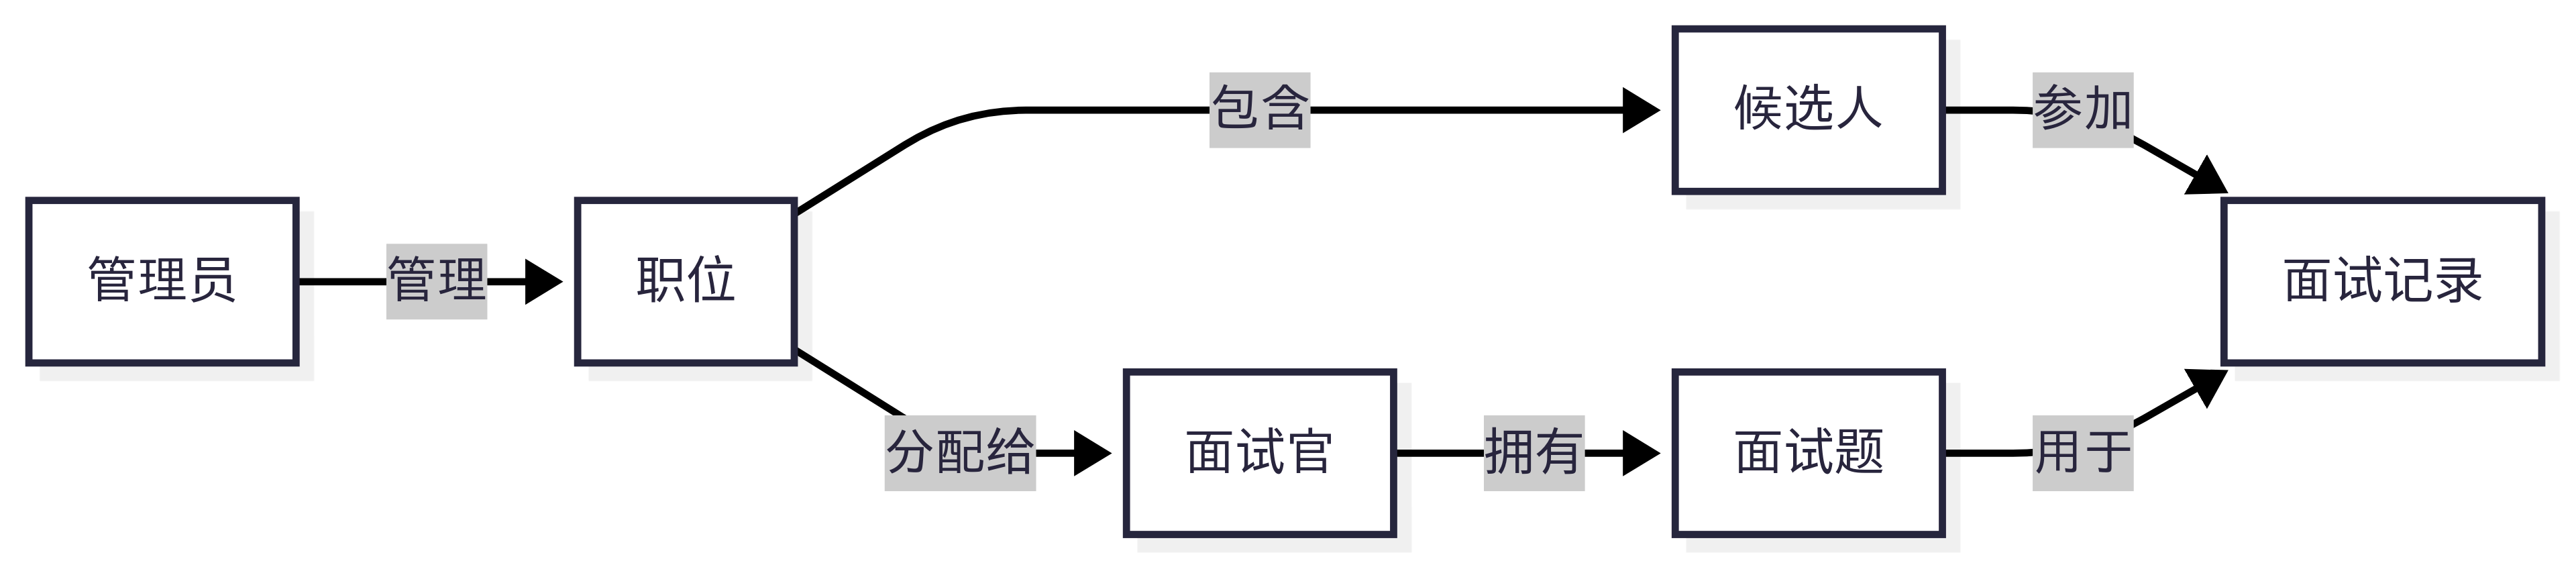 管理员
管理
职位
包含
候选人
参加
分配给
面试官
拥有
面试题
用于
面试记录